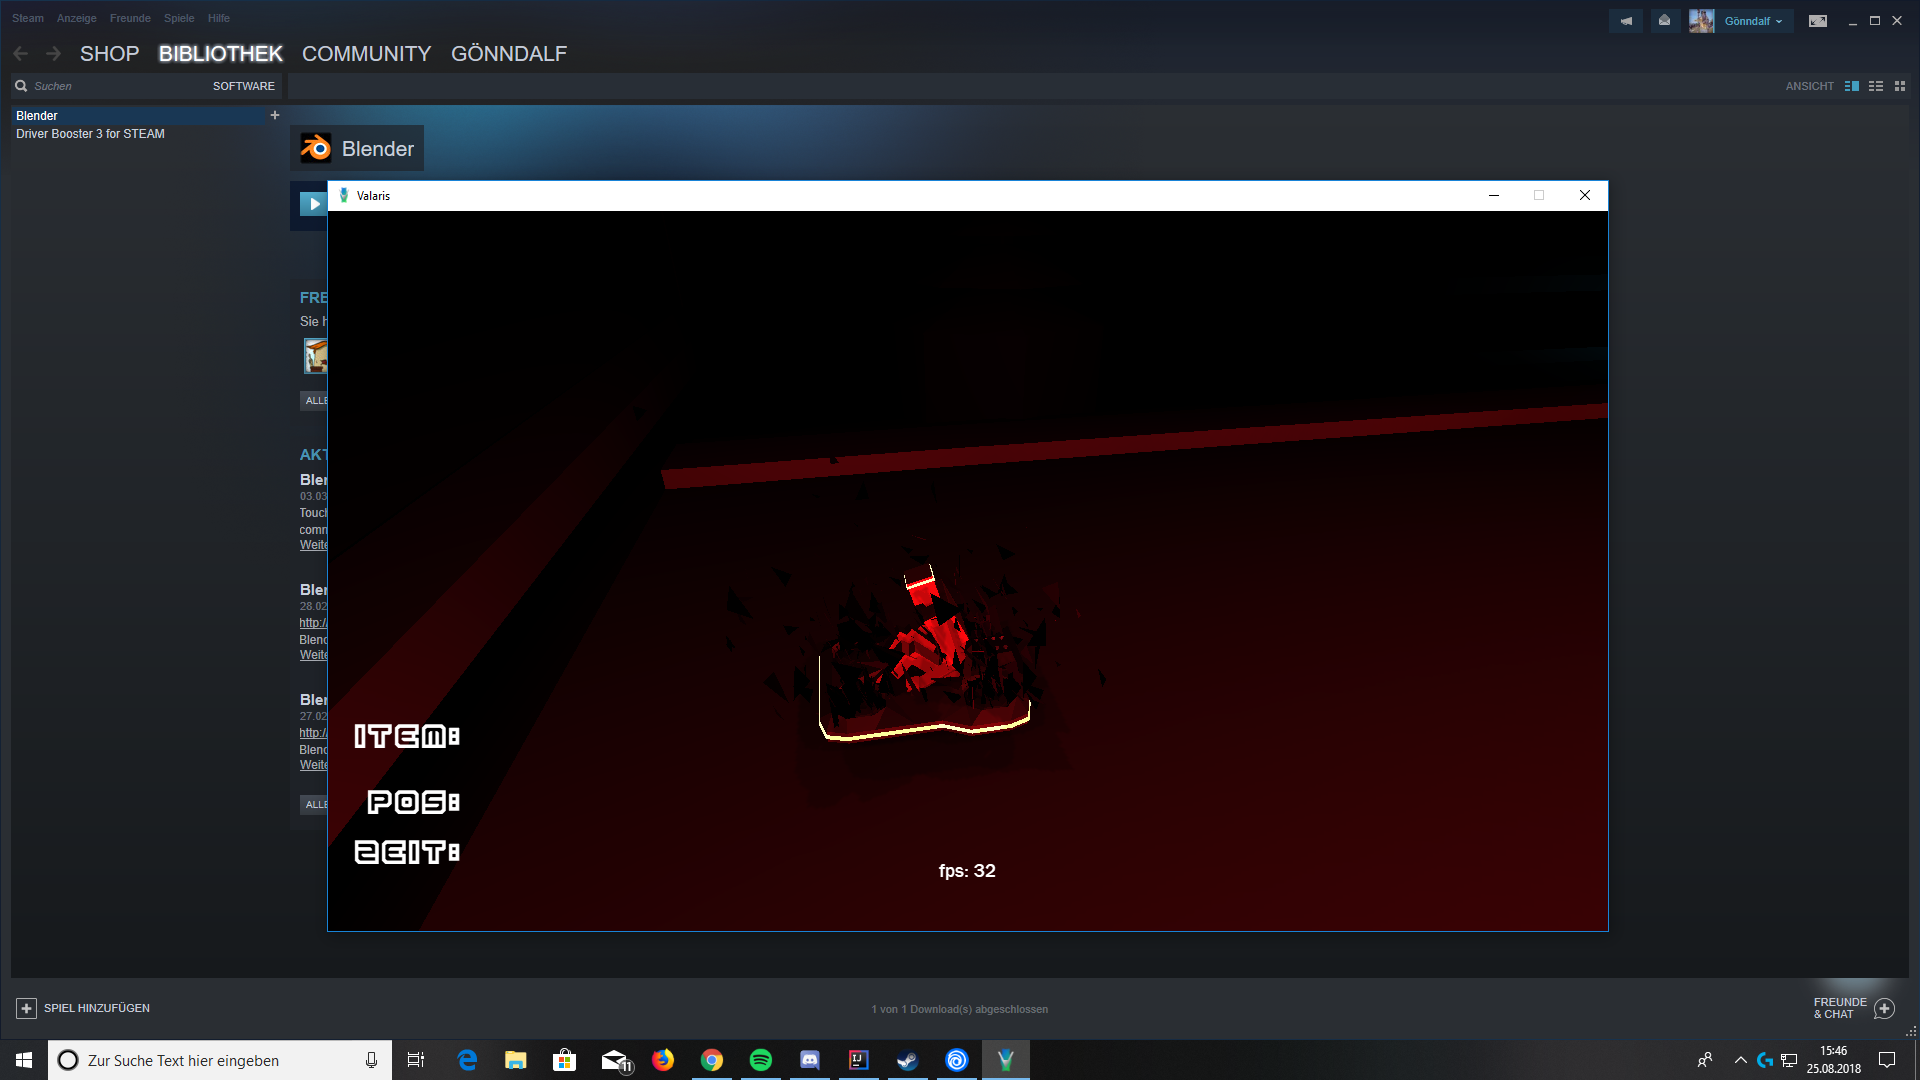 Steam Anzeige Freunde Spiele Hilfe
Gönndalf
SHOP BIBLIOTHEK COMMUNITY GÖNNDALF
Suchen SOFTWARE
ANSICHT
Blender
Driver Booster 3 for STEAM
Blender
Valaris
FRE
Sie h
ALLE
AKT
Bler
03.03
Touch
comm
Weite
Bler
28.02
http:/
Blend
Weite
Bler
27.02
http:/
Blend
Weite
ALLE
ITEM:
POS:
ZEIT:
fps: 32
SPIEL HINZUFÜGEN
1 von 1 Download(s) abgeschlossen
FREUNDE
& CHAT
Zur Suche Text hier eingeben
11
IJ
15:46
25.08.2018